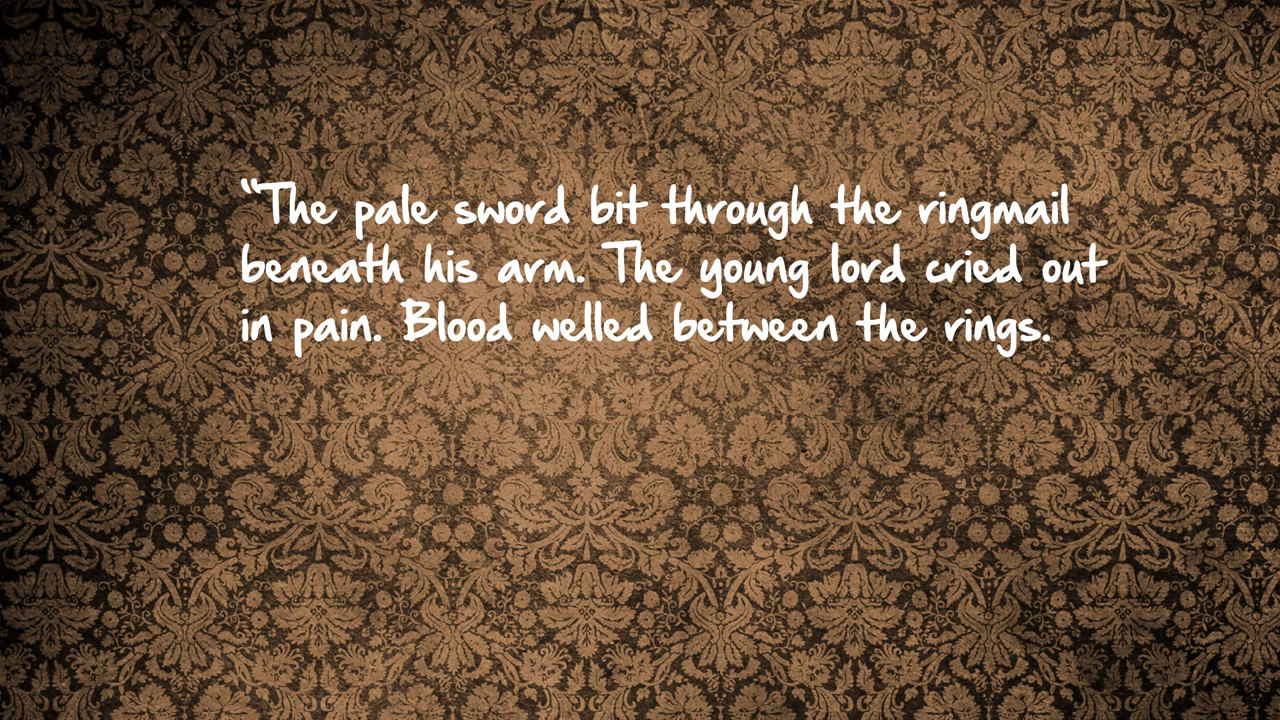 “The pale sword bit through the ringmail
beneath his arm. The young lord cried out
in pain. Blood welled between the rings.